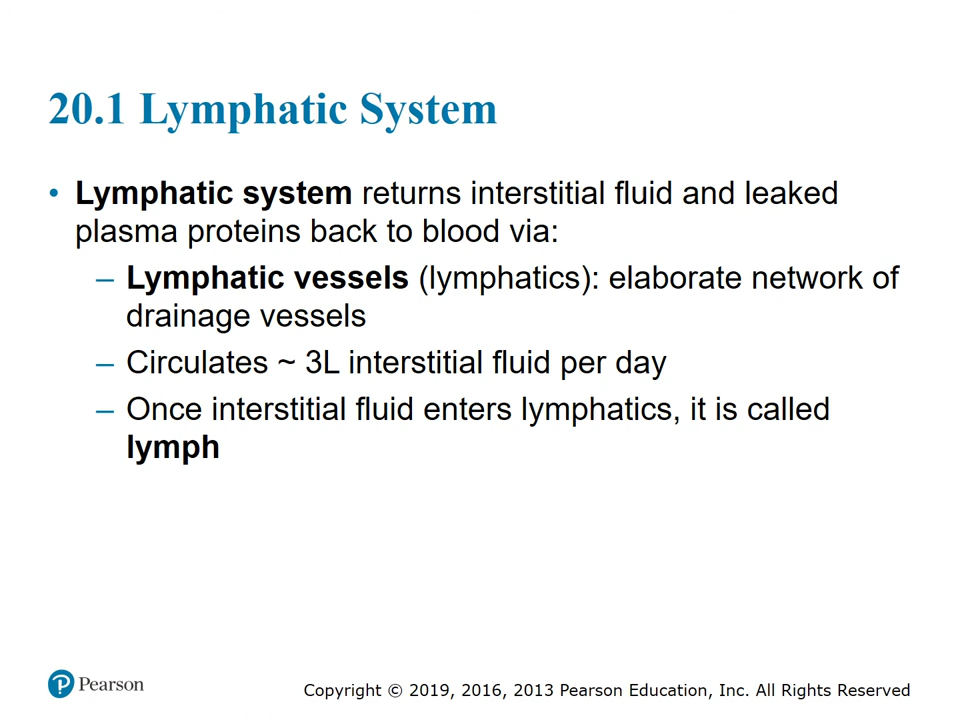 20.1 Lymphatic System
• Lymphatic system returns interstitial fluid and leaked
plasma proteins back to blood via:
– Lymphatic vessels (lymphatics): elaborate network of
drainage vessels
– Circulates ~ 3L interstitial fluid per day
– Once interstitial fluid enters lymphatics, it is called
lymph
Pearson
Copyright © 2019, 2016, 2013 Pearson Education, Inc. All Rights Reserved